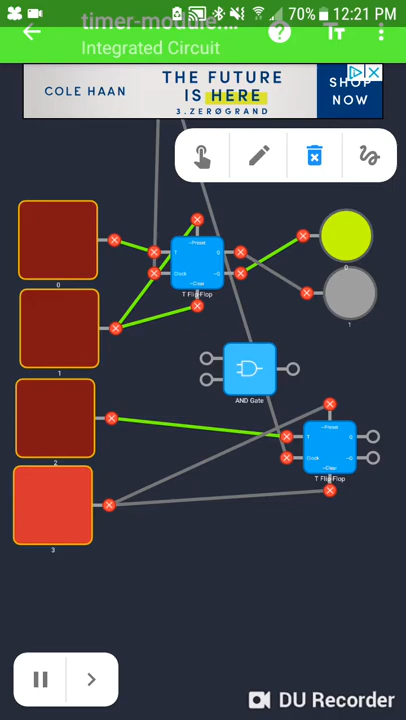 70% 12:21 PM
timer-module....
Integrated Circuit
COLE HAAN
THE FUTURE
IS HERE
3.ZERØGRAND
SHOP
NOW
0
1
2
3
~Preset
T Q
Clock ~Q
~Clear
T Flip-Flop
0
1
AND Gate
~Preset
T Q
Clock ~Q
~Clear
T Flip-Flop
DU Recorder